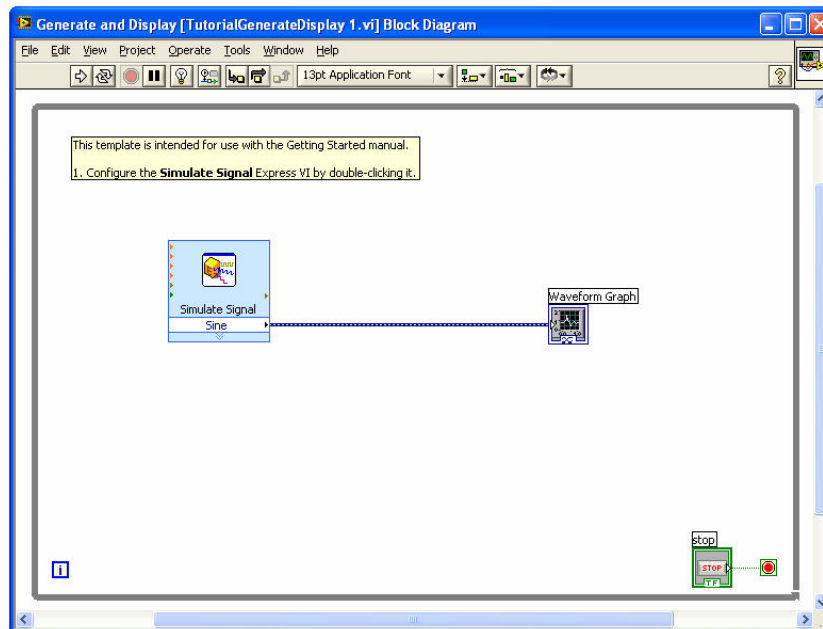 Generate and Display [TutorialGenerateDisplay 1.vi] Block Diagram
File Edit View Project Operate Tools Window Help
13pt Application Font
?
This template is intended for use with the Getting Started manual.
1. Configure the Simulate Signal Express VI by double-clicking it.
Simulate Signal
Sine
Waveform Graph
stop
STOP
TF
i